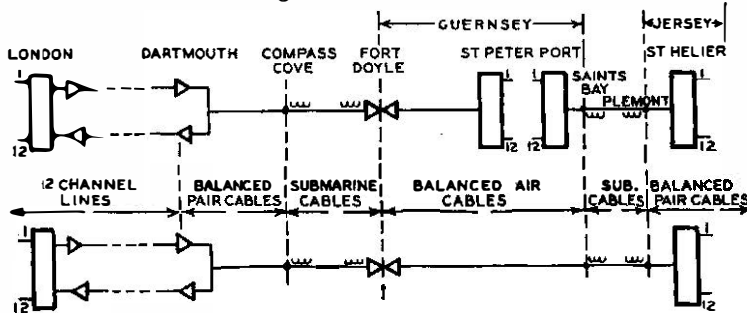 GUERNSEY
JERSEY
LONDON
DARTMOUTH
COMPASS COVE
FORT DOYLE
ST PETER PORT
ST HELIER
SAINTS BAY
PLEMONT
1
12
1
12
1
12
1
12
12 CHANNEL LINES
BALANCED PAIR CABLES
SUBMARINE CABLES
BALANCED AIR CABLES
SUB. CABLES
BALANCED PAIR CABLES
1
12
1
12